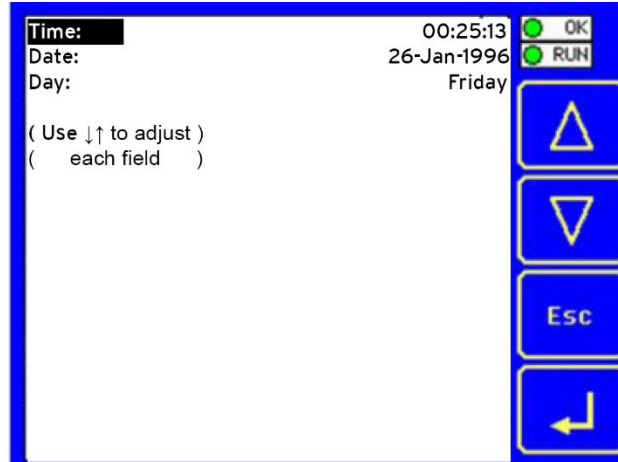 Time: 00:25:13
Date: 26-Jan-1996
Day: Friday
( Use ↓↑ to adjust )
( each field )
OK
RUN
Esc